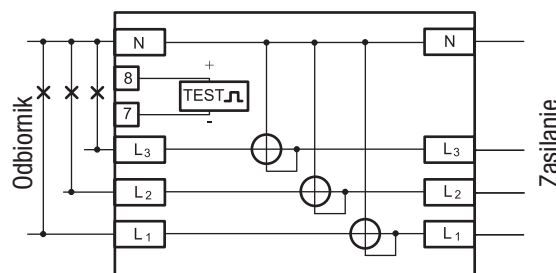 N
N
8
+
TEST
7
-
Odbiornik
Zasilanie
L3
L3
L2
L2
L1
L1